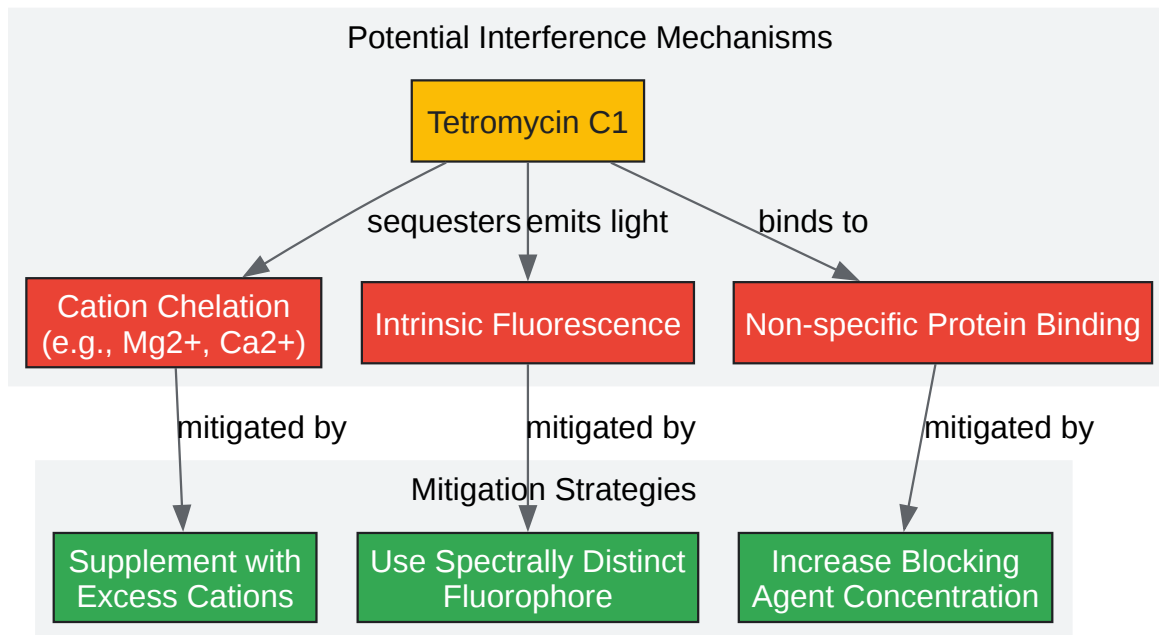 Potential Interference Mechanisms
Tetromycin C1
sequesters
emits light
binds to
Cation Chelation
(e.g., Mg2+, Ca2+)
Intrinsic Fluorescence
Non-specific Protein Binding
mitigated by
mitigated by
mitigated by
Mitigation Strategies
Supplement with
Excess Cations
Use Spectrally Distinct
Fluorophore
Increase Blocking
Agent Concentration